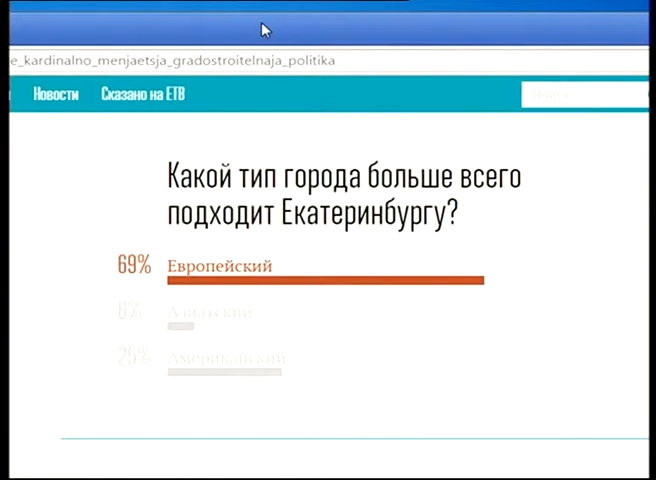 e_kardinalno_menjaetsja_gradostroitelnaja_politika
Новости Сказано на ЕТВ
Какой тип города больше всего
подходит Екатеринбургу?
69% Европейский
6% Азиатский
25% Американский